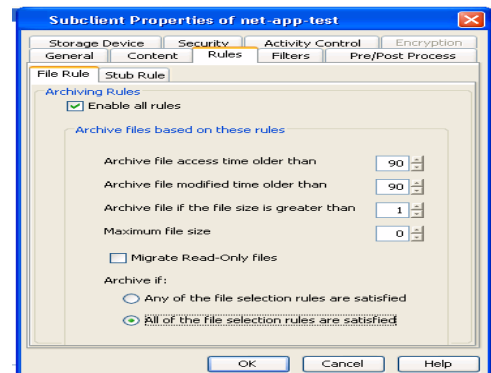 Subclient Properties of net-app-test
Storage Device Security Activity Control Encryption
General Content Rules Filters Pre/Post Process
File Rule Stub Rule
Archiving Rules
Enable all rules
Archive files based on these rules
Archive file access time older than 90
Archive file modified time older than 90
Archive file if the file size is greater than 1
Maximum file size 0
Migrate Read-Only files
Archive if:
Any of the file selection rules are satisfied
All of the file selection rules are satisfied
OK Cancel Help